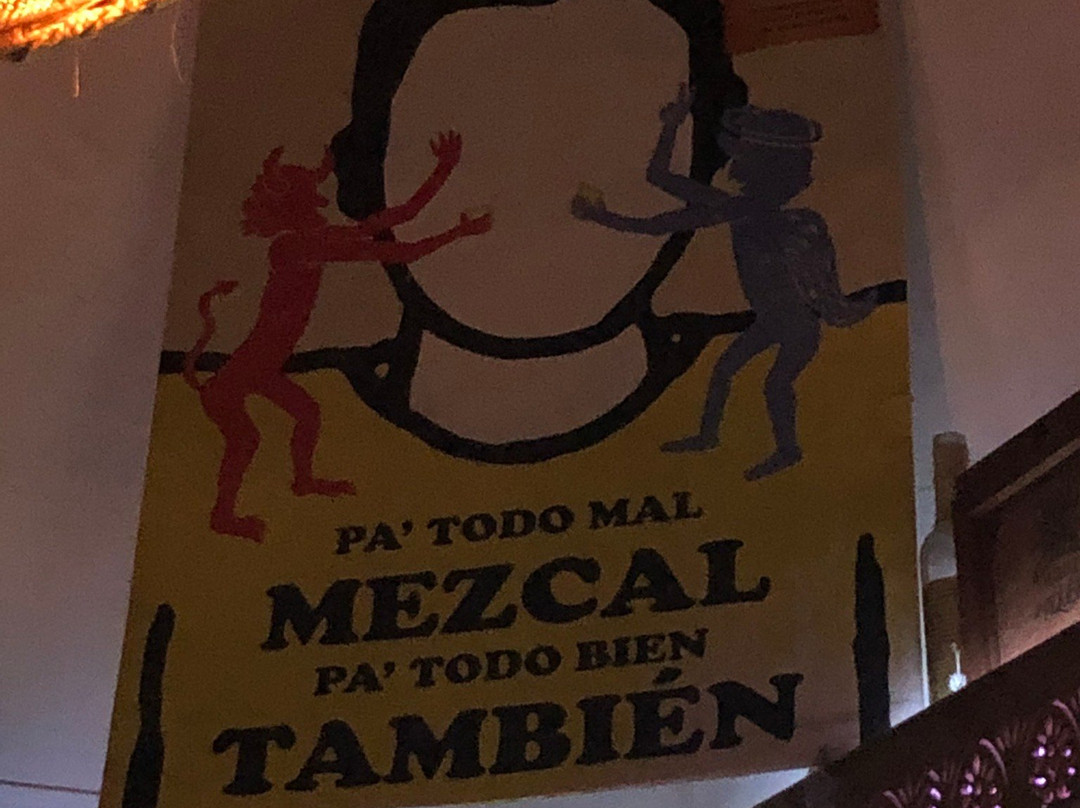 PA' TODO MAL
MEZCAL
PA' TODO BIEN
TAMBIÉN